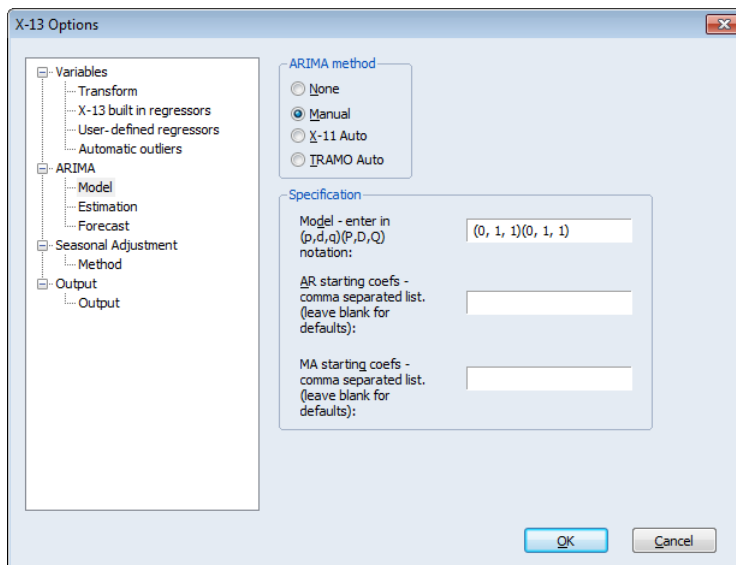 X-13 Options
Variables
Transform
X-13 built in regressors
User-defined regressors
Automatic outliers
ARIMA
Model
Estimation
Forecast
Seasonal Adjustment
Method
Output
Output
ARIMA method
None
Manual
X-11 Auto
TRAMO Auto
Specification
Model - enter in
(p,d,q)(P,D,Q)
notation:
(0, 1, 1)(0, 1, 1)
AR starting coefs -
comma separated list.
(leave blank for
defaults):
MA starting coefs -
comma separated list.
(leave blank for
defaults):
OK
Cancel